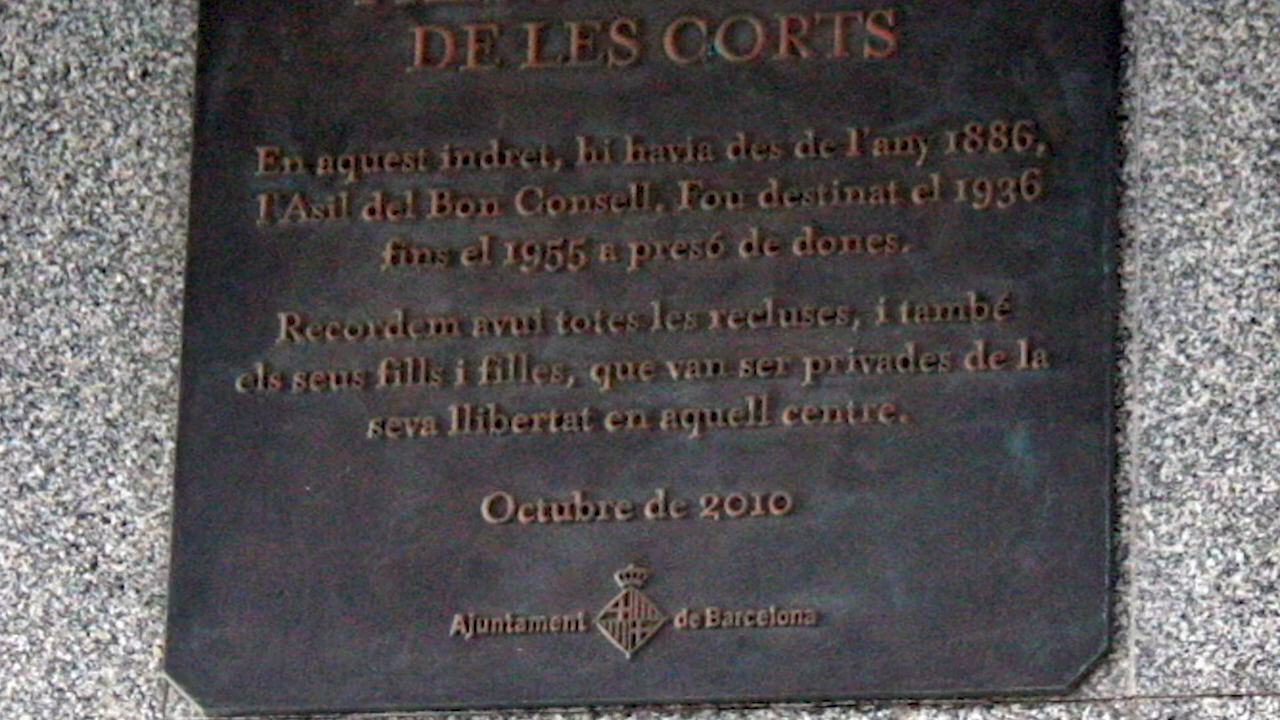 DE LES CORTS
En aquest indret, hi havia des de l'any 1886,
l'Asil del Bon Consell. Fou destinat el 1936
fins el 1955 a presó de dones.
Recordem avui totes les recluses, i també
els seus fills i filles, que van ser privades de la
seva llibertat en aquell centre.
Octubre de 2010
Ajuntament de Barcelona